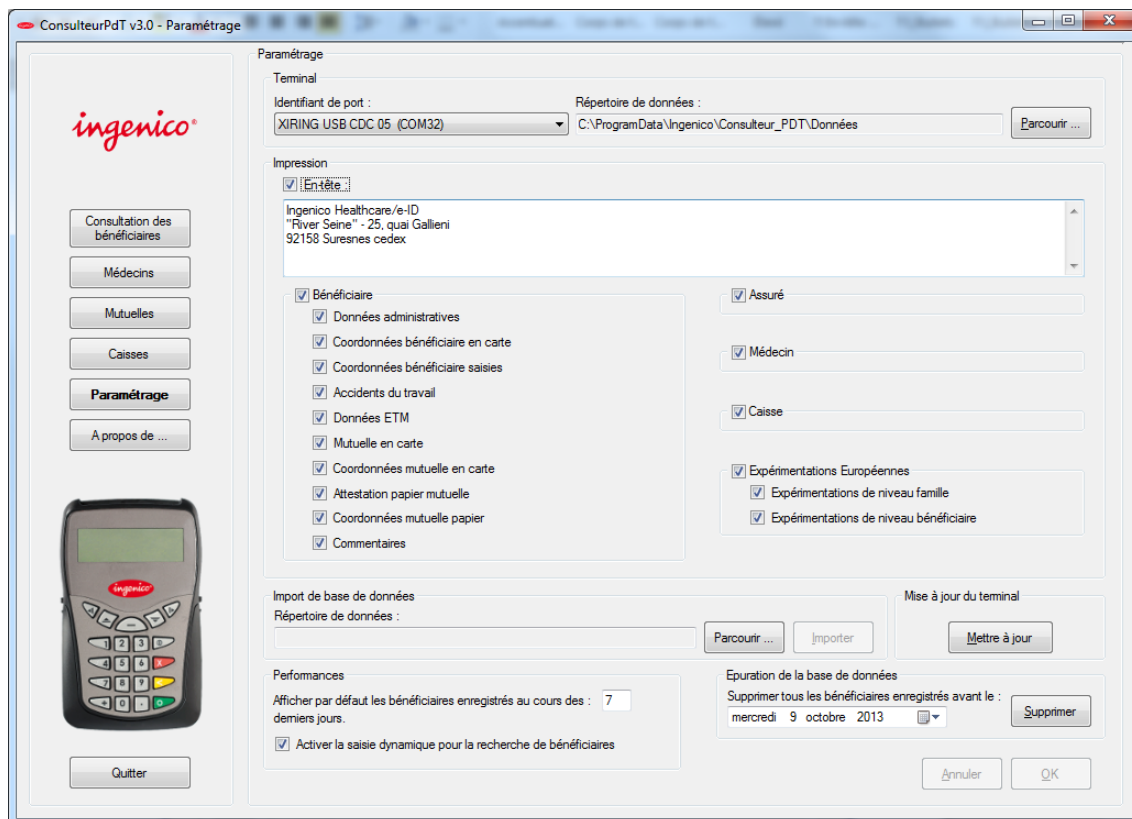 ConsulteurPdT v3.0 - Paramétrage
ingenico
Consultation des
bénéficiaires
Médecins
Mutuelles
Caisses
Paramétrage
A propos de ...
ingenico
1 2 3
4 5 6 X
7 8 9 <
+ 0 . O
Quitter
Paramétrage
Terminal
Identifiant de port :
Répertoire de données :
XIRING USB CDC 05 (COM32)
C:\ProgramData\Ingenico\Consulteur_PDT\Données
Parcourir ...
Impression
En-tête :
Ingenico Healthcare/e-ID
"River Seine" - 25, quai Gallieni
92158 Suresnes cedex
Bénéficiaire
Données administratives
Coordonnées bénéficiaire en carte
Coordonnées bénéficiaire saisies
Accidents du travail
Données ETM
Mutuelle en carte
Coordonnées mutuelle en carte
Attestation papier mutuelle
Coordonnées mutuelle papier
Commentaires
Assuré
Médecin
Caisse
Expérimentations Européennes
Expérimentations de niveau famille
Expérimentations de niveau bénéficiaire
Import de base de données
Répertoire de données :
Parcourir ...
Importer
Mise à jour du terminal
Mettre à jour
Performances
Afficher par défaut les bénéficiaires enregistrés au cours des : 7
derniers jours.
Activer la saisie dynamique pour la recherche de bénéficiaires
Epuration de la base de données
Supprimer tous les bénéficiaires enregistrés avant le :
mercredi 9 octobre 2013
Supprimer
Annuler
OK